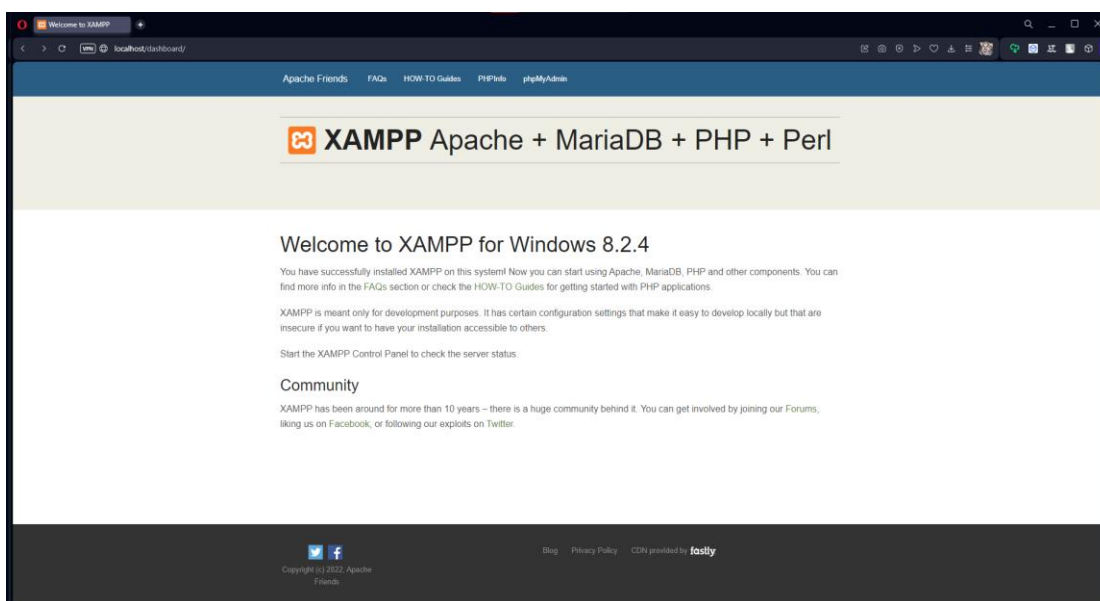 Welcome to XAMPP
VPN localhost/dashboard/
Apache Friends FAQs HOW-TO Guides PHPInfo phpMyAdmin
XAMPP Apache + MariaDB + PHP + Perl
Welcome to XAMPP for Windows 8.2.4
You have successfully installed XAMPP on this system! Now you can start using Apache, MariaDB, PHP and other components. You can
find more info in the FAQs section or check the HOW-TO Guides for getting started with PHP applications.
XAMPP is meant only for development purposes. It has certain configuration settings that make it easy to develop locally but that are
insecure if you want to have your installation accessible to others.
Start the XAMPP Control Panel to check the server status.
Community
XAMPP has been around for more than 10 years – there is a huge community behind it. You can get involved by joining our Forums,
liking us on Facebook, or following our exploits on Twitter.
Blog Privacy Policy CDN provided by fastly
Copyright (c) 2022, Apache
Friends